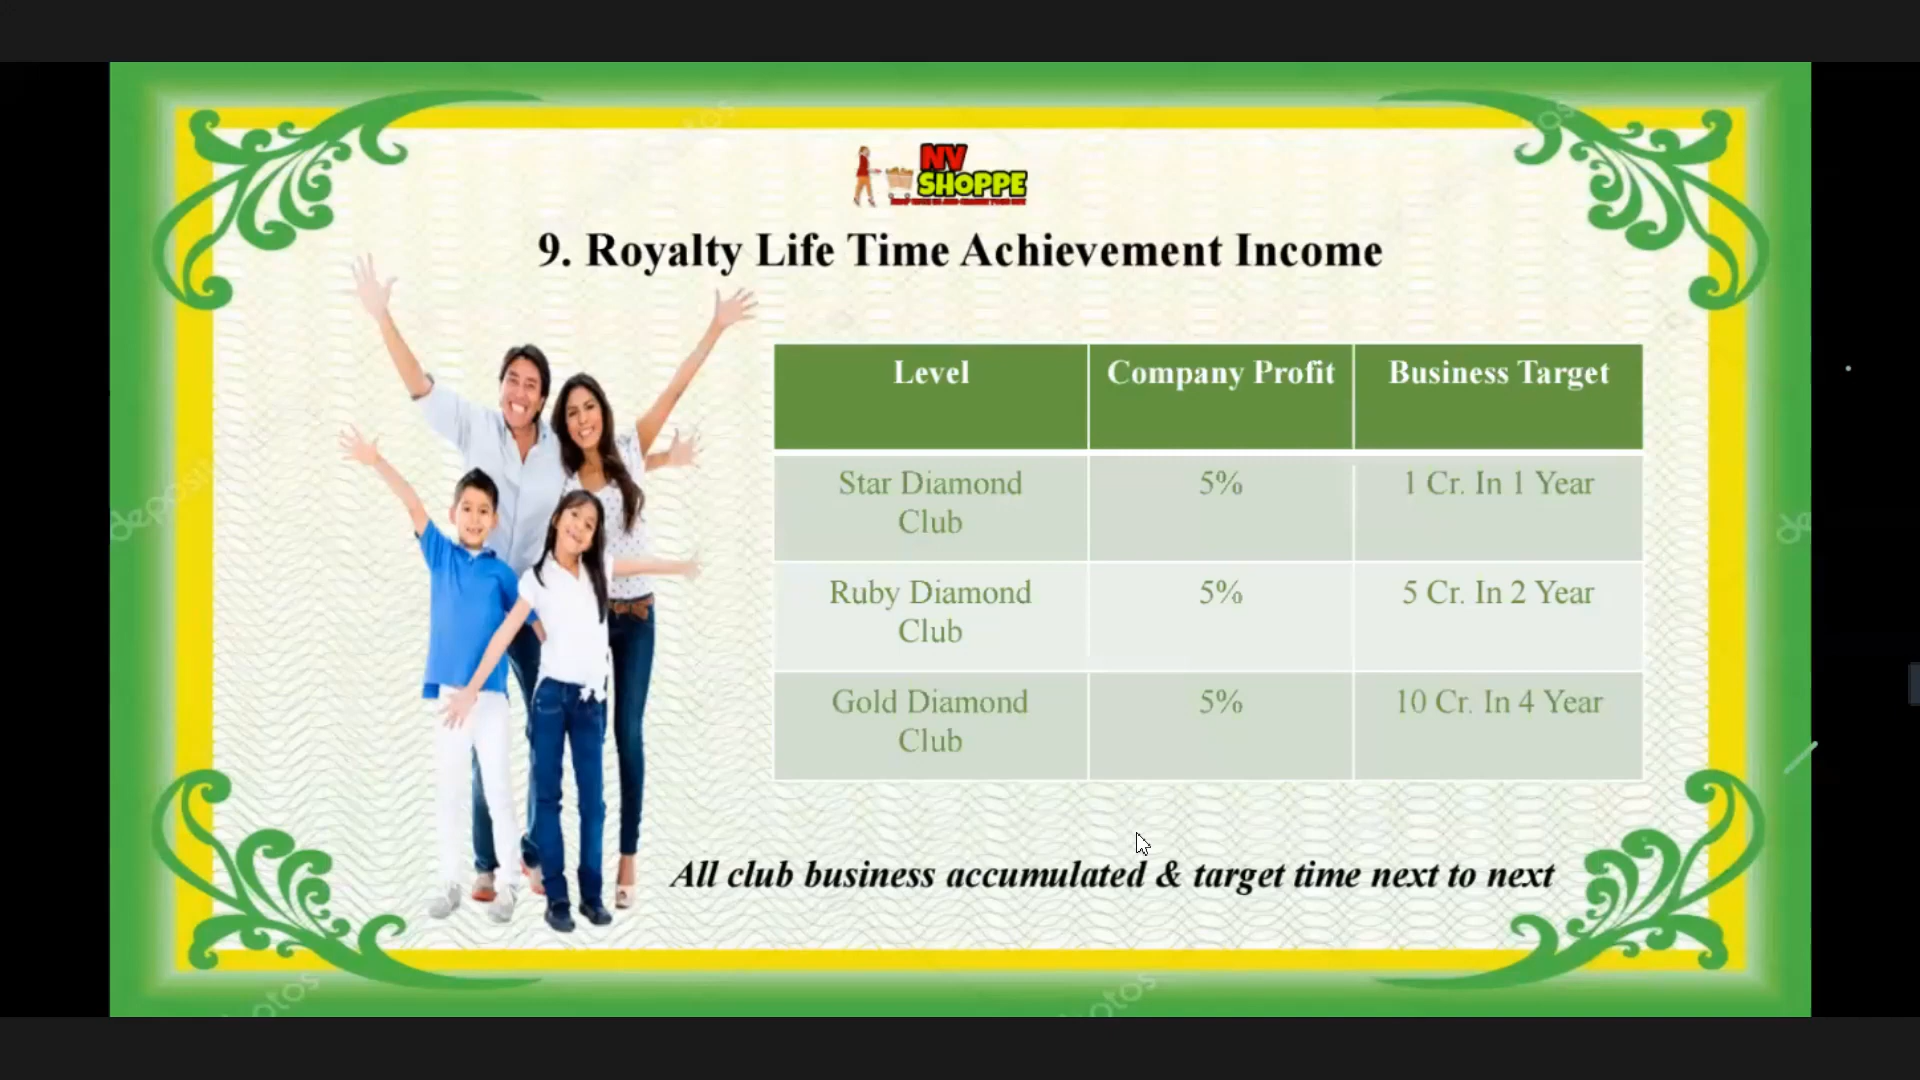 NV
SHOPPE
9. Royalty Life Time Achievement Income
Level Company Profit Business Target
Star Diamond Club 5% 1 Cr. In 1 Year
Ruby Diamond Club 5% 5 Cr. In 2 Year
Gold Diamond Club 5% 10 Cr. In 4 Year
All club business accumulated & target time next to next